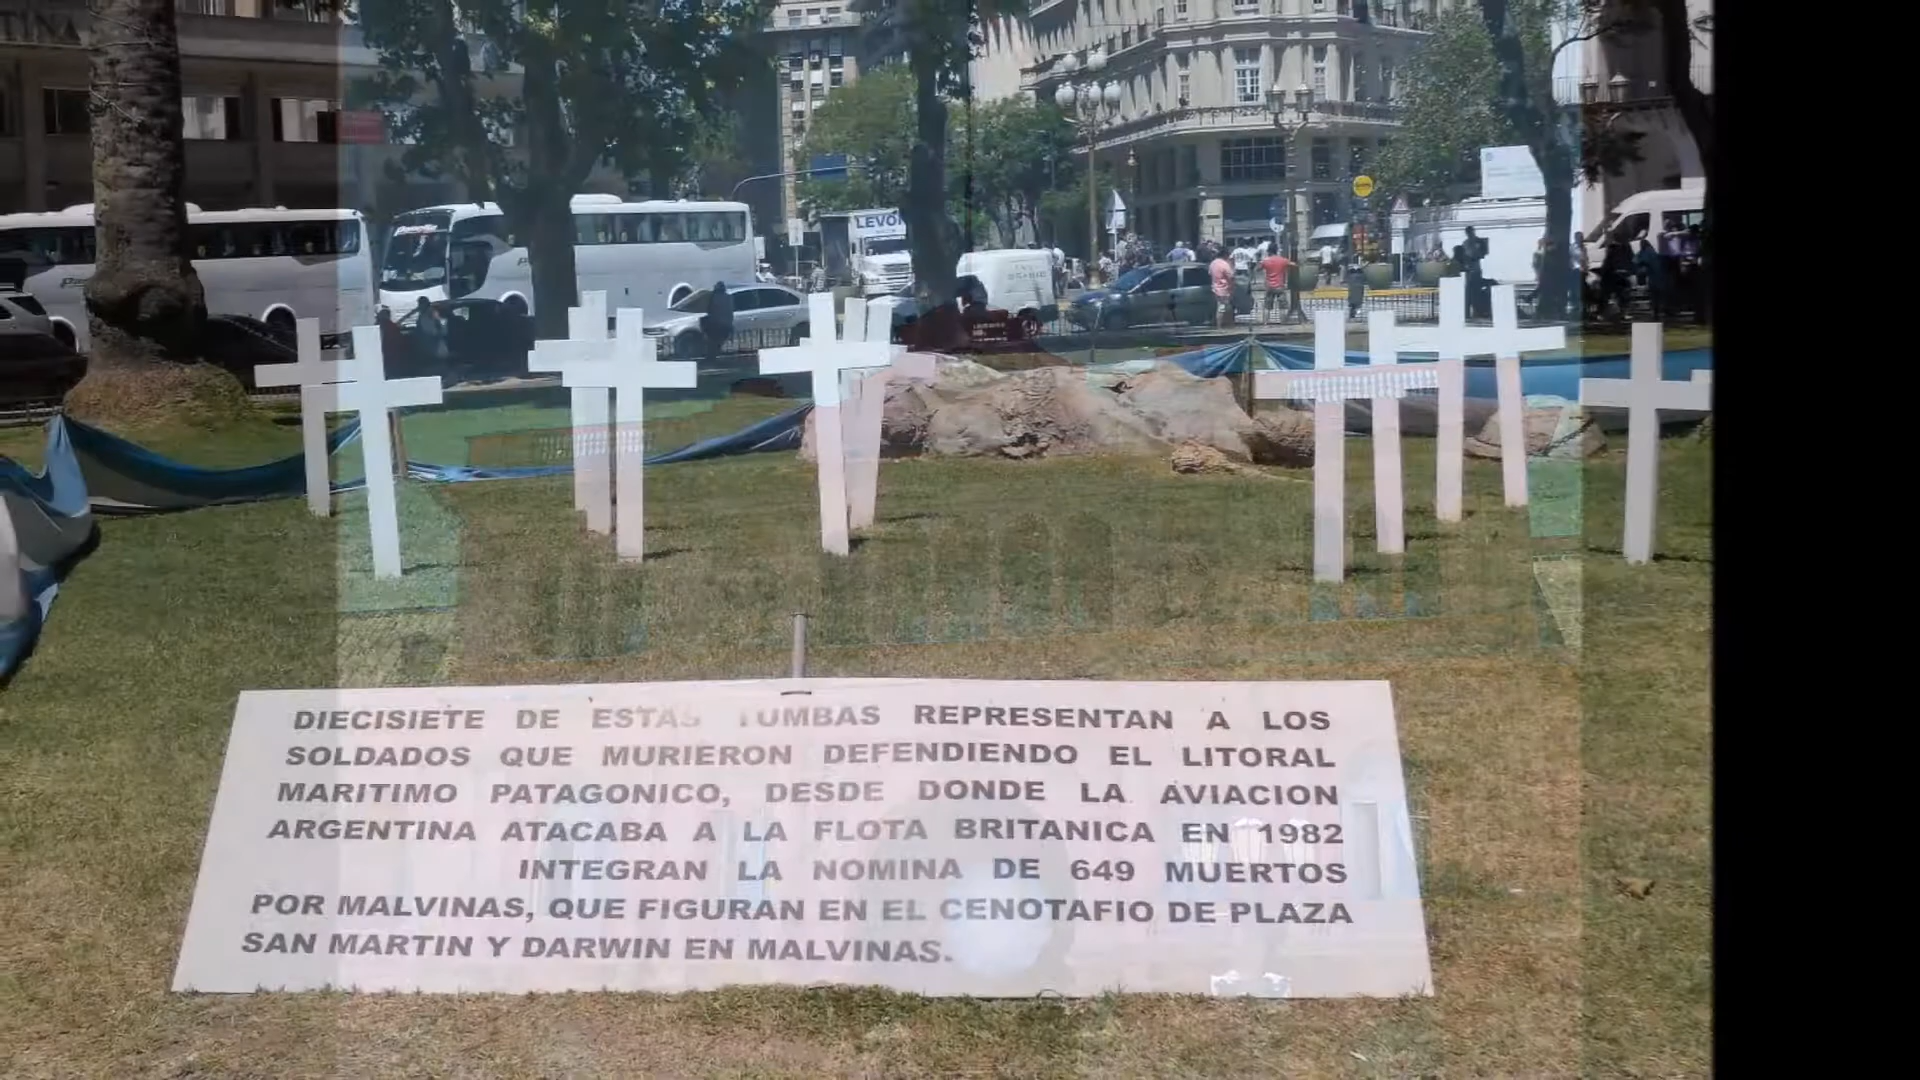 TINA
LEVO
DIECISIETE DE ESTAS TUMBAS REPRESENTAN A LOS
SOLDADOS QUE MURIERON DEFENDIENDO EL LITORAL
MARITIMO PATAGONICO, DESDE DONDE LA AVIACION
ARGENTINA ATACABA A LA FLOTA BRITANICA EN 1982
INTEGRAN LA NOMINA DE 649 MUERTOS
POR MALVINAS, QUE FIGURAN EN EL CENOTAFIO DE PLAZA
SAN MARTIN Y DARWIN EN MALVINAS.